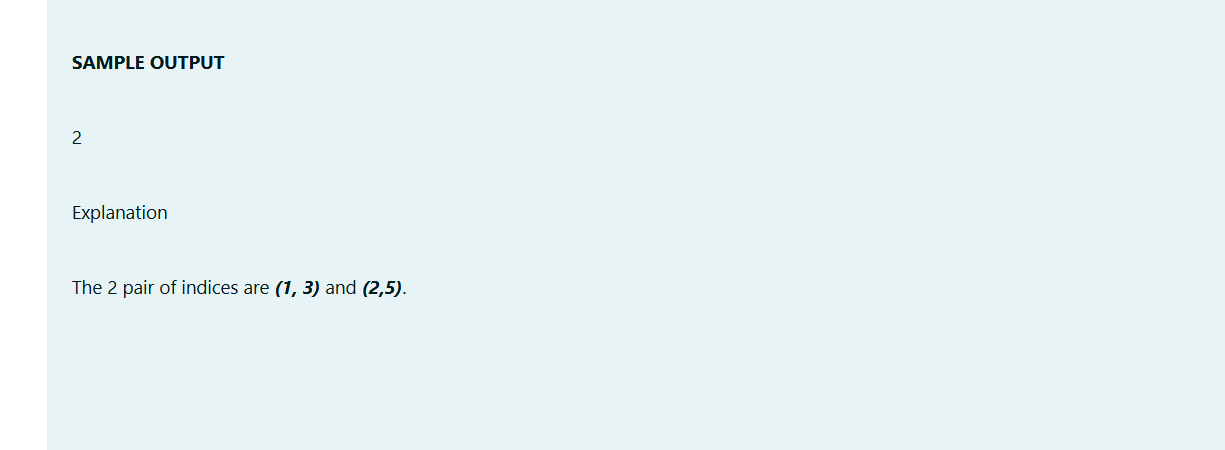 SAMPLE OUTPUT
2
Explanation
The 2 pair of indices are (1, 3) and (2,5).